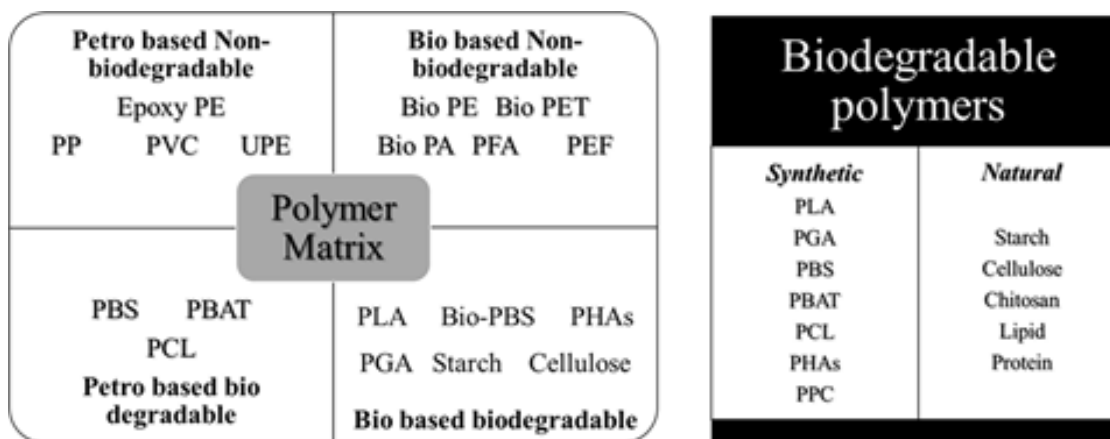 Petro based Non-
biodegradable
Epoxy PE
PP PVC UPE
Bio based Non-
biodegradable
Bio PE Bio PET
Bio PA PFA PEF
Polymer
Matrix
PBS PBAT
PCL
Petro based bio
degradable
PLA Bio-PBS PHAs
PGA Starch Cellulose
Bio based biodegradable
Biodegradable
polymers
Synthetic Natural
PLA
PGA Starch
PBS Cellulose
PBAT Chitosan
PCL Lipid
PHAs Protein
PPC